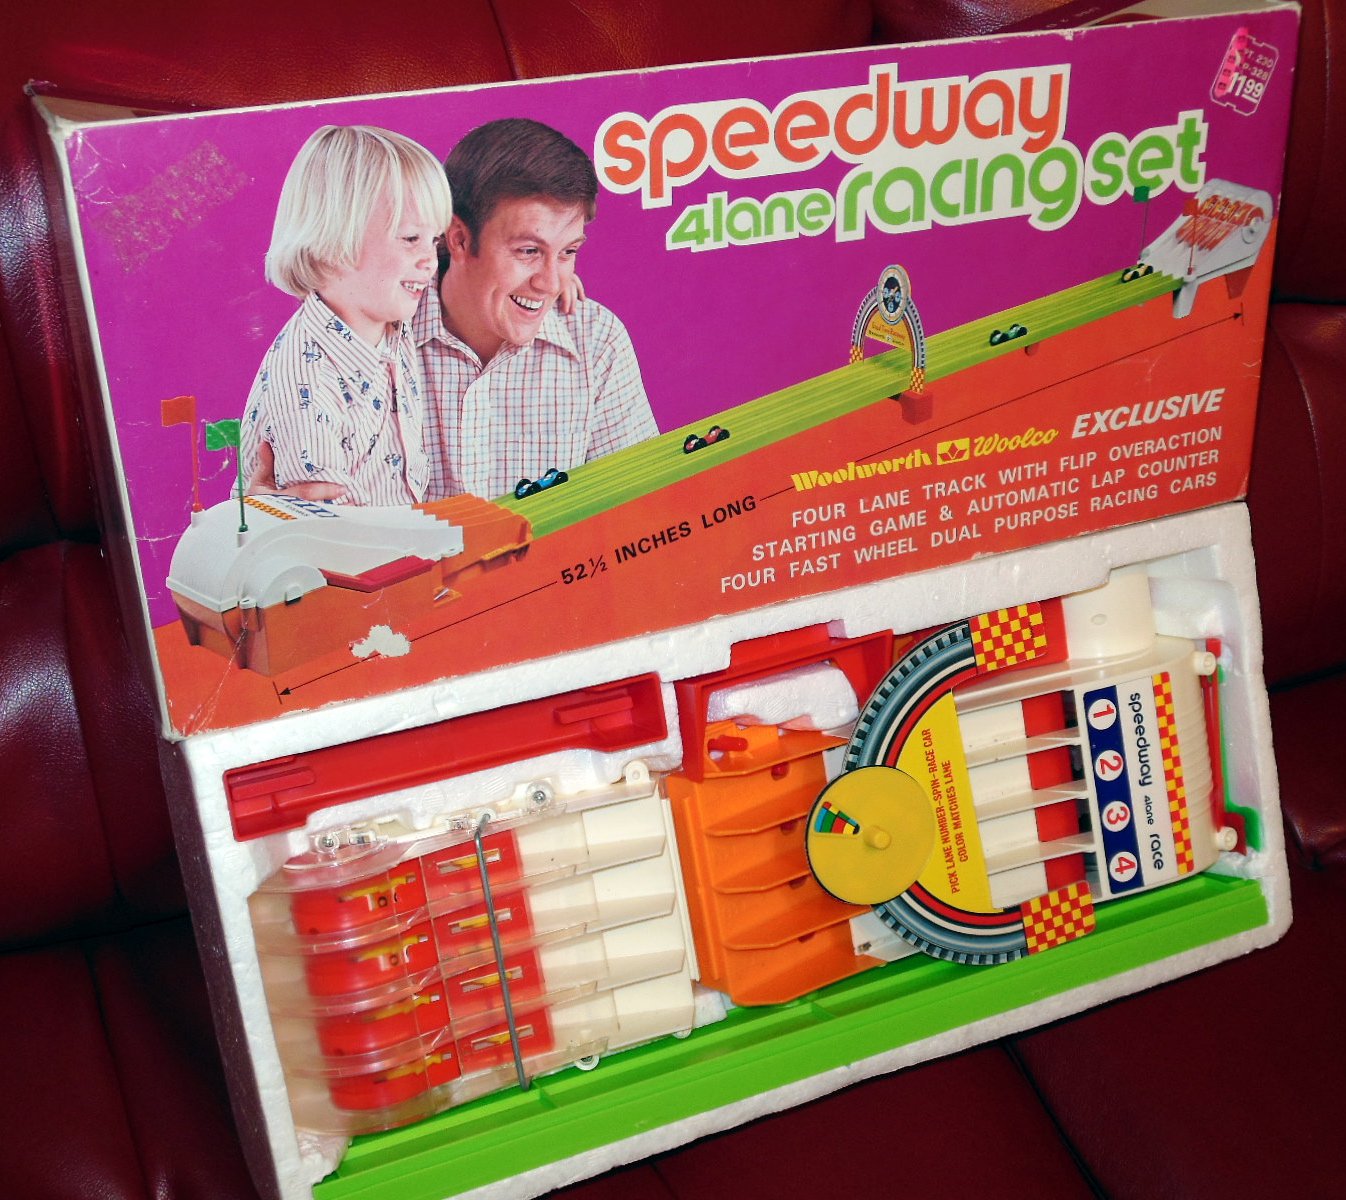 speedway
4lane racing set
11 99
Woolworth Woolco EXCLUSIVE
FOUR LANE TRACK WITH FLIP OVERACTION
STARTING GAME & AUTOMATIC LAP COUNTER
FOUR FAST WHEEL DUAL PURPOSE RACING CARS
52½ INCHES LONG
PICK LANE NUMBER-SPIN-RACE CAR
COLOR MATCHES LANE
1 2 3 4
speedway 4lane race